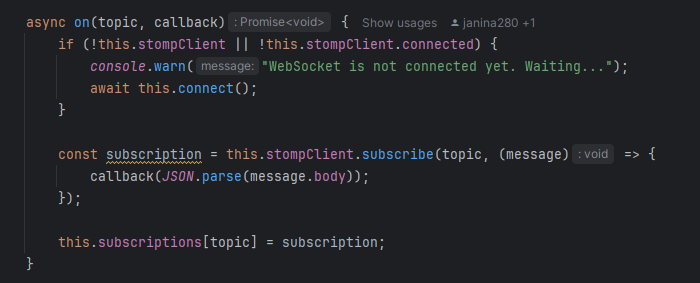 async on(topic, callback) : Promise<void> {  Show usages  janina280 +1
    if (!this.stompClient || !this.stompClient.connected) {
        console.warn( message: "WebSocket is not connected yet. Waiting...");
        await this.connect();
    }
    const subscription = this.stompClient.subscribe(topic, (message) : void => {
        callback(JSON.parse(message.body));
    });
    this.subscriptions[topic] = subscription;
}